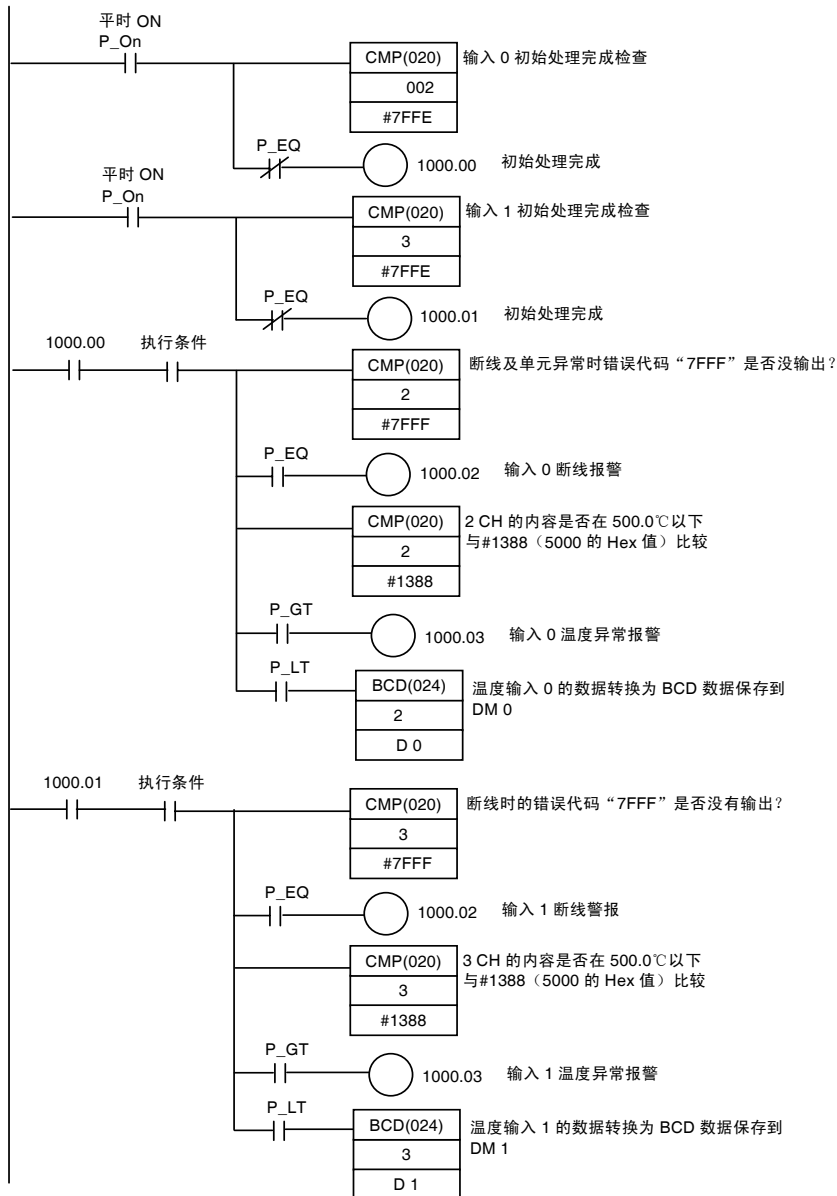 平时 ON
P_On
CMP(020)
输入 0 初始处理完成检查
002
#7FFE
P_EQ
1000.00
初始处理完成
平时 ON
P_On
CMP(020)
输入 1 初始处理完成检查
3
#7FFE
P_EQ
1000.01
初始处理完成
1000.00
执行条件
CMP(020)
断线及单元异常时错误代码“7FFF”是否没输出?
2
#7FFF
P_EQ
1000.02
输入 0 断线报警
CMP(020)
2 CH 的内容是否在 500.0℃以下
与#1388（5000 的 Hex 值）比较
2
#1388
P_GT
1000.03
输入 0 温度异常报警
P_LT
BCD(024)
温度输入 0 的数据转换为 BCD 数据保存到
DM 0
2
D 0
1000.01
执行条件
CMP(020)
断线时的错误代码“7FFF”是否没有输出?
3
#7FFF
P_EQ
1000.02
输入 1 断线警报
CMP(020)
3 CH 的内容是否在 500.0℃以下
与#1388（5000 的 Hex 值）比较
3
#1388
P_GT
1000.03
输入 1 温度异常报警
P_LT
BCD(024)
温度输入 1 的数据转换为 BCD 数据保存到
DM 1
3
D 1